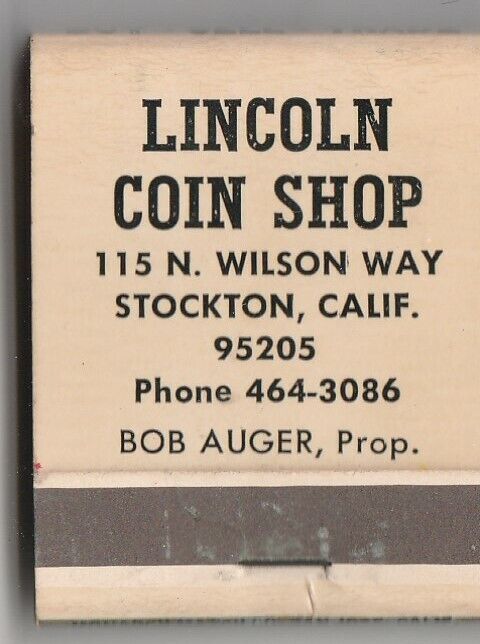 LINCOLN
COIN SHOP
115 N. WILSON WAY
STOCKTON, CALIF.
95205
Phone 464-3086
BOB AUGER, Prop.